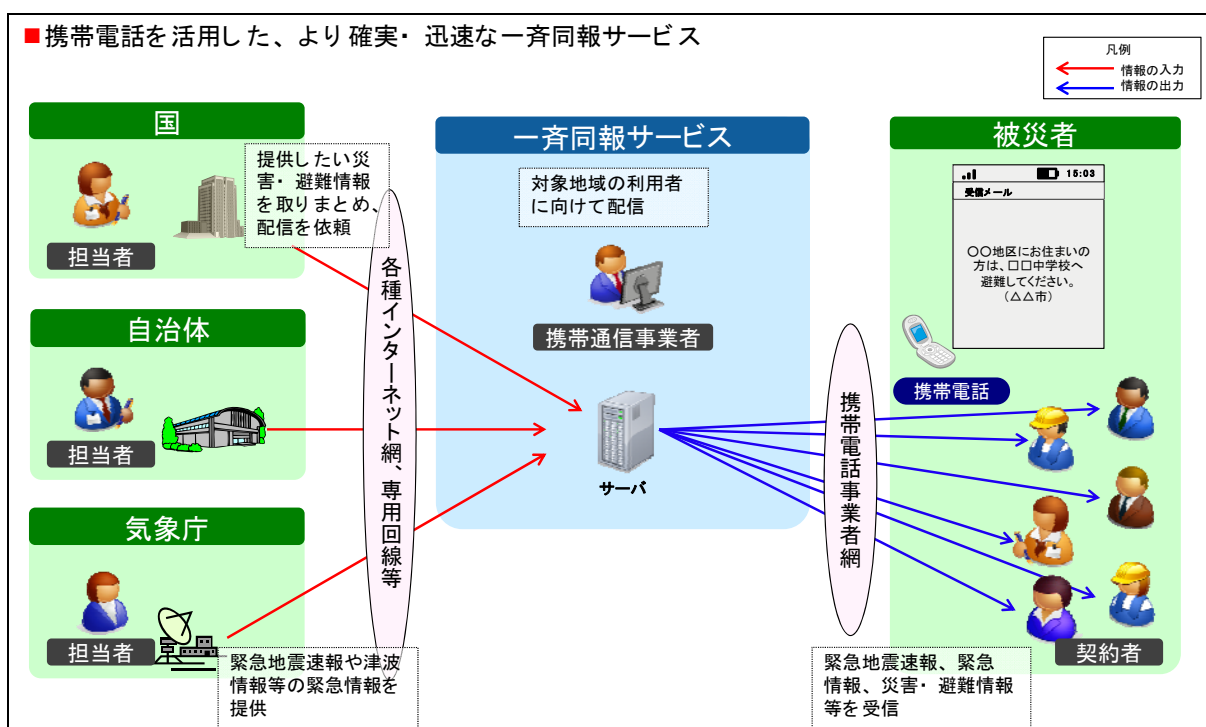 ■携帯電話を活用した、より確実・迅速な一斉同報サービス
凡例
情報の入力
情報の出力
国
提供したい災
害・避難情報
を取りまとめ、
配信を依頼
担当者
自治体
担当者
気象庁
担当者
緊急地震速報や津波
情報等の緊急情報を
提供
各種インターネット網、専用回線等
一斉同報サービス
対象地域の利用者
に向けて配信
携帯通信事業者
サーバ
携帯電話事業者網
被災者
15:03
受信メール
〇〇地区にお住まいの
方は、口口中学校へ
避難してください。
（△△市）
携帯電話
契約者
緊急地震速報、緊急
情報、災害・避難情報
等を受信